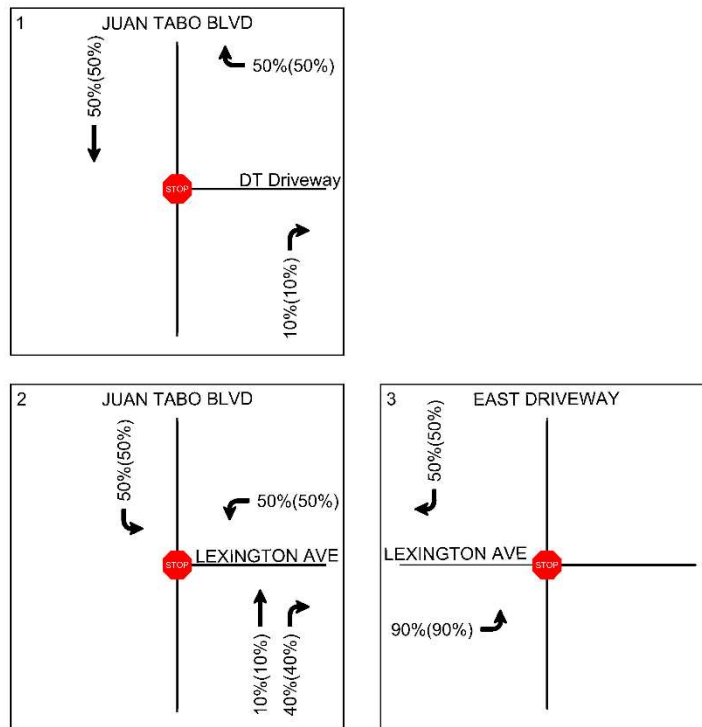 1
JUAN TABO BLVD
50%(50%)
50%(50%)
DT Driveway
STOP
10%(10%)
2
JUAN TABO BLVD
50%(50%)
50%(50%)
LEXINGTON AVE
STOP
10%(10%)
40%(40%)
3
EAST DRIVEWAY
50%(50%)
LEXINGTON AVE
STOP
90%(90%)